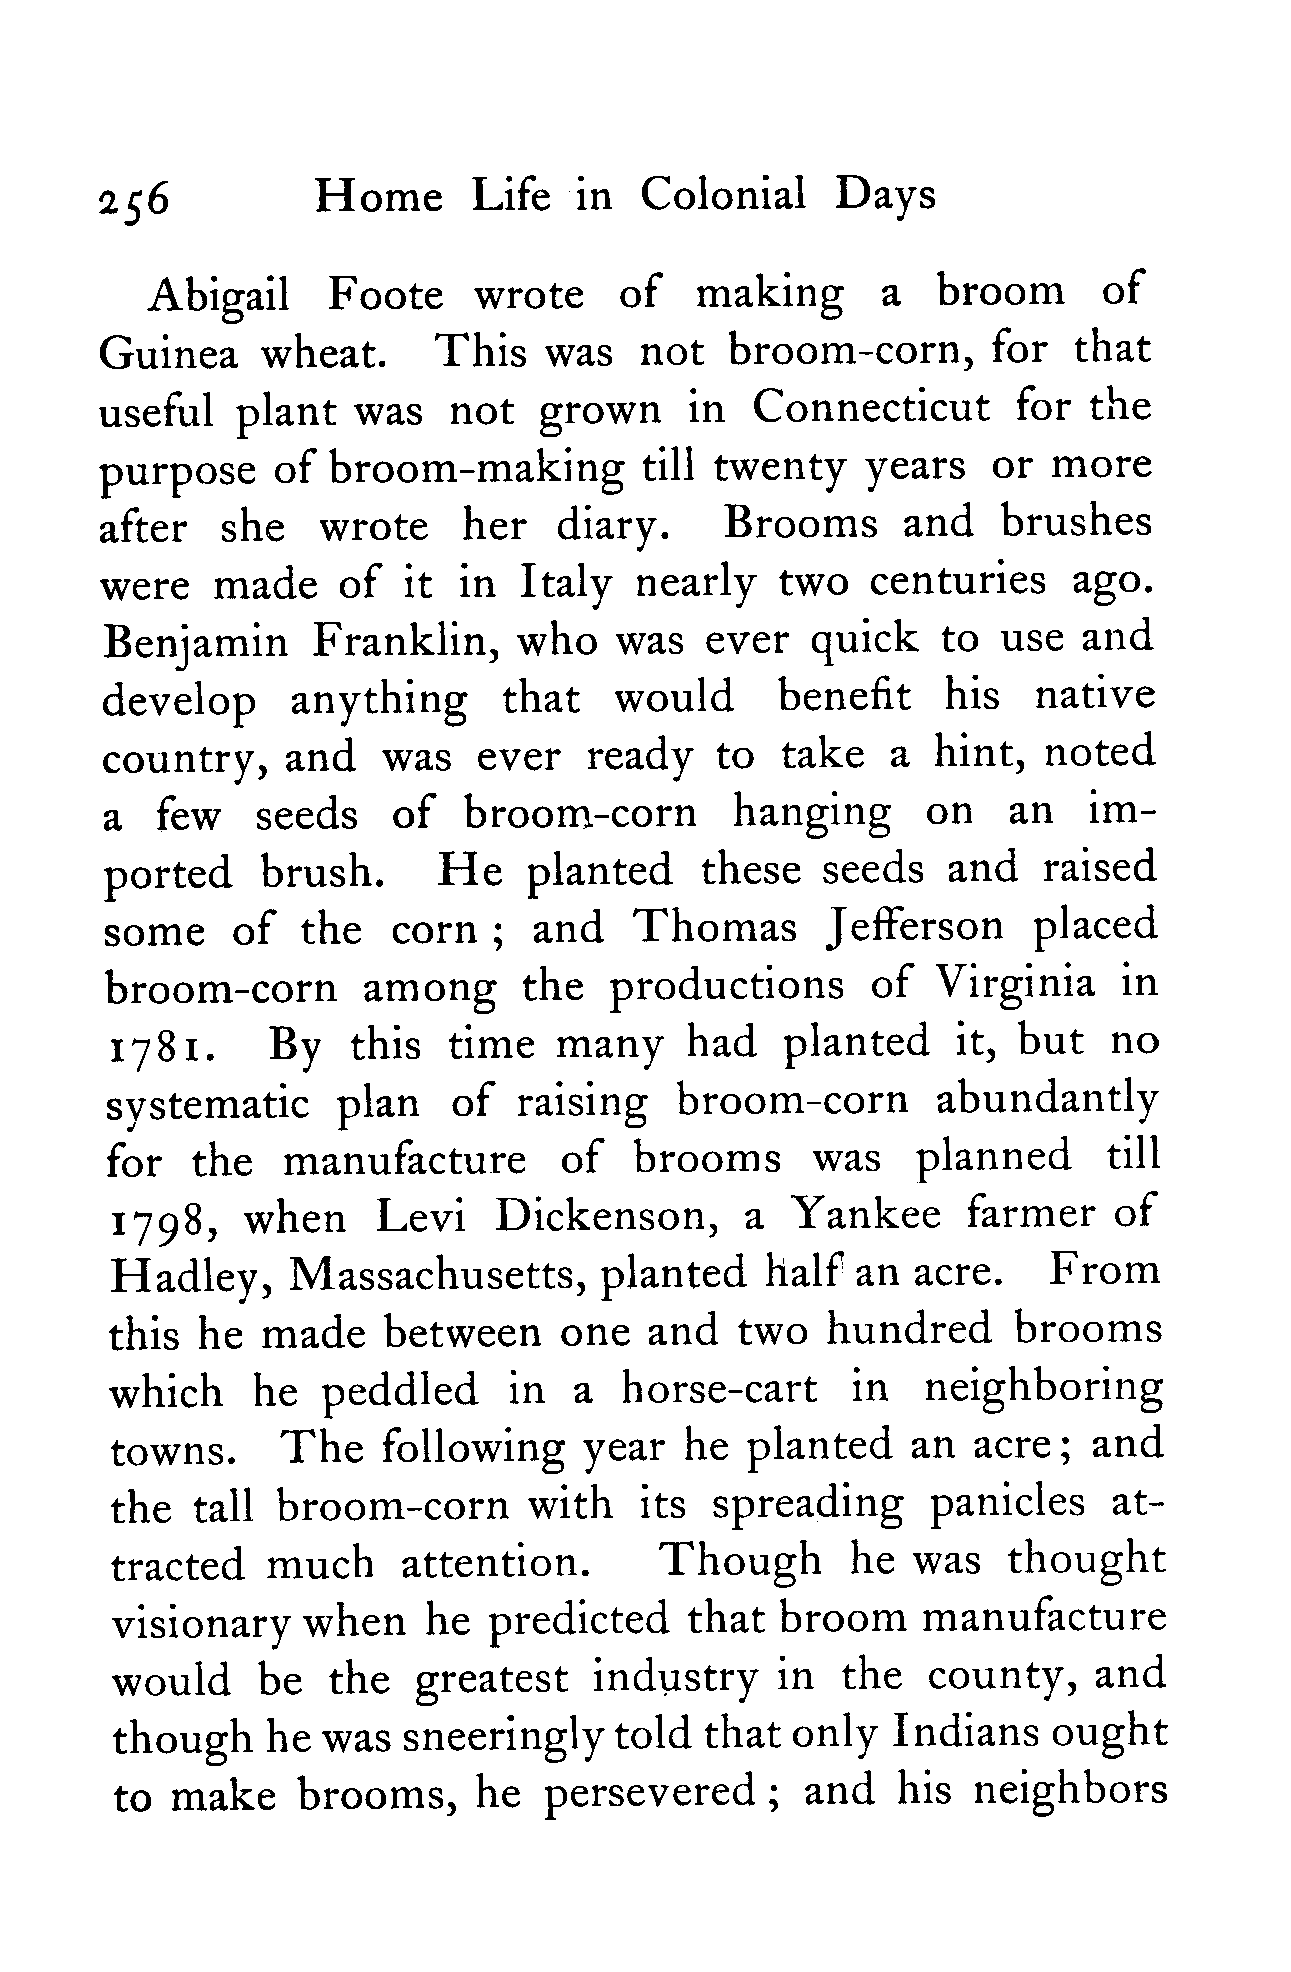 256 Home Life in Colonial Days
Abigail Foote wrote of making a broom of
Guinea wheat. This was not broom-corn, for that
useful plant was not grown in Connecticut for the
purpose of broom-making till twenty years or more
after she wrote her diary. Brooms and brushes
were made of it in Italy nearly two centuries ago.
Benjamin Franklin, who was ever quick to use and
develop anything that would benefit his native
country, and was ever ready to take a hint, noted
a few seeds of broom-corn hanging on an im-
ported brush. He planted these seeds and raised
some of the corn ; and Thomas Jefferson placed
broom-corn among the productions of Virginia in
1781. By this time many had planted it, but no
systematic plan of raising broom-corn abundantly
for the manufacture of brooms was planned till
1798, when Levi Dickenson, a Yankee farmer of
Hadley, Massachusetts, planted half an acre. From
this he made between one and two hundred brooms
which he peddled in a horse-cart in neighboring
towns. The following year he planted an acre; and
the tall broom-corn with its spreading panicles at-
tracted much attention. Though he was thought
visionary when he predicted that broom manufacture
would be the greatest industry in the county, and
though he was sneeringly told that only Indians ought
to make brooms, he persevered ; and his neighbors